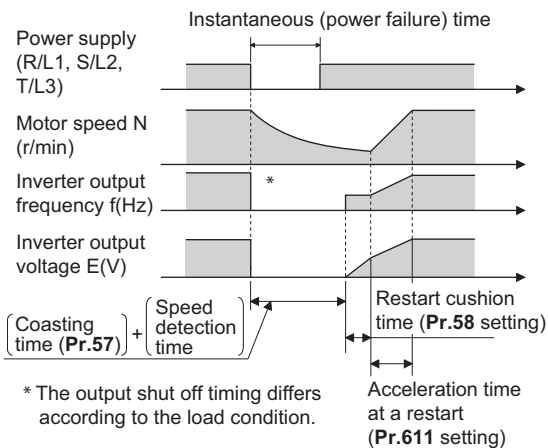 Instantaneous (power failure) time
Power supply
(R/L1, S/L2,
T/L3)
Motor speed N
(r/min)
Inverter output
frequency f(Hz)
*
Inverter output
voltage E(V)
Coasting
time (Pr.57)
+
Speed
detection
time
Restart cushion
time (Pr.58 setting)
* The output shut off timing differs
according to the load condition.
Acceleration time
at a restart
(Pr.611 setting)